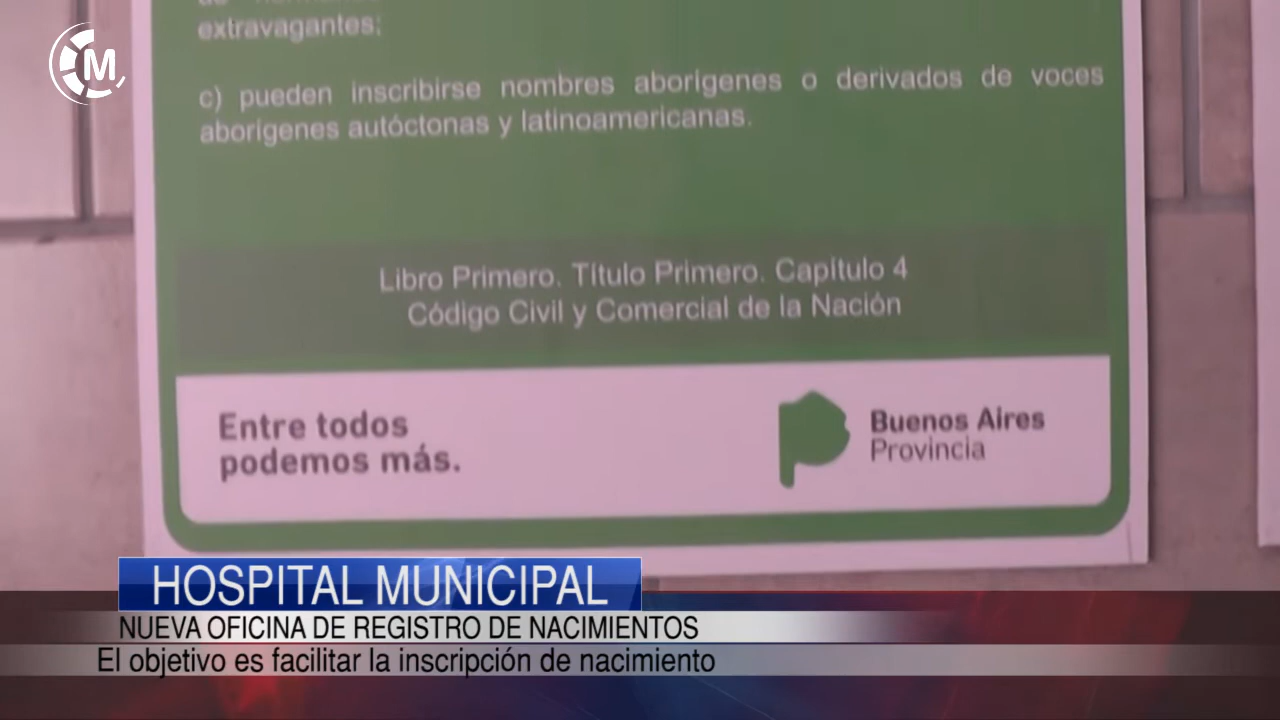 M
extravagantes;
c) pueden inscribirse nombres aborígenes o derivados de voces
aborígenes autóctonas y latinoamericanas.
Libro Primero. Título Primero. Capítulo 4
Código Civil y Comercial de la Nación
Entre todos
podemos más.
Buenos Aires
Provincia
HOSPITAL MUNICIPAL
NUEVA OFICINA DE REGISTRO DE NACIMIENTOS
El objetivo es facilitar la inscripción de nacimiento